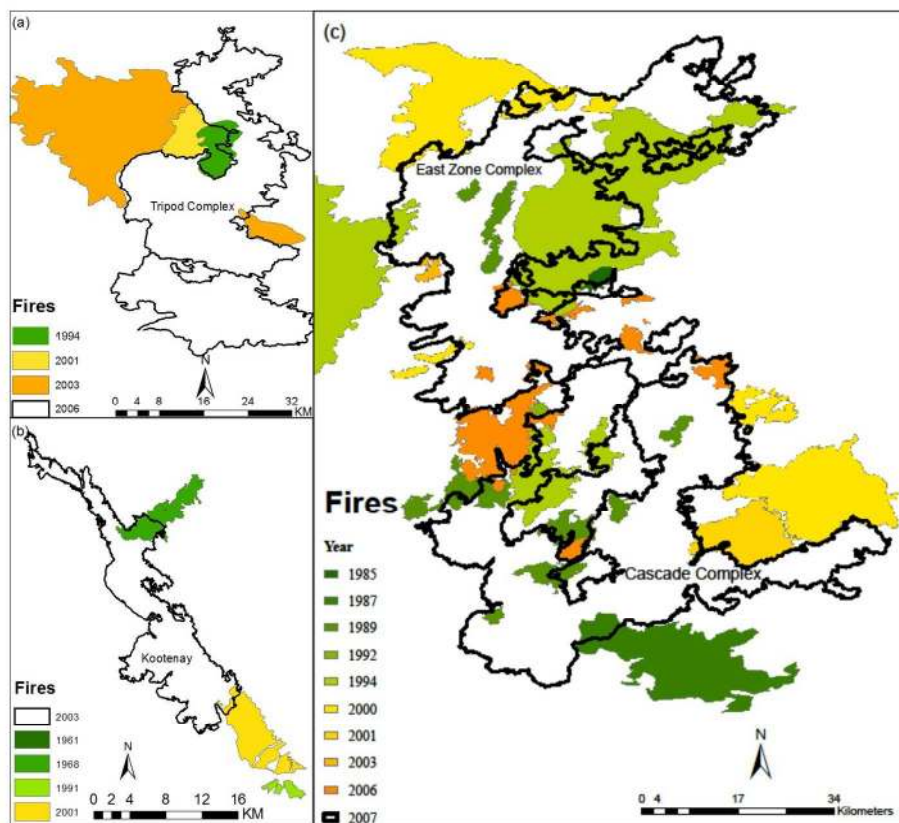 (a)
Tripod Complex
Fires
1994
2001
2003
2006
N
0 4 8 16 24 32
KM
(b)
Kootenay
Fires
2003
1961
1968
1991
2001
N
0 2 4 8 12 16
KM
(c)
East Zone Complex
Cascade Complex
Fires
Year
1985
1987
1989
1992
1994
2000
2001
2003
2006
2007
N
0 4 17 34
Kilometers